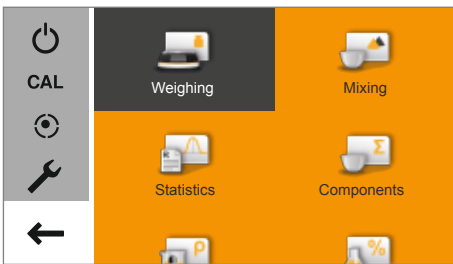 CAL
Weighing
Mixing
Σ
Statistics
Components
ρ
%